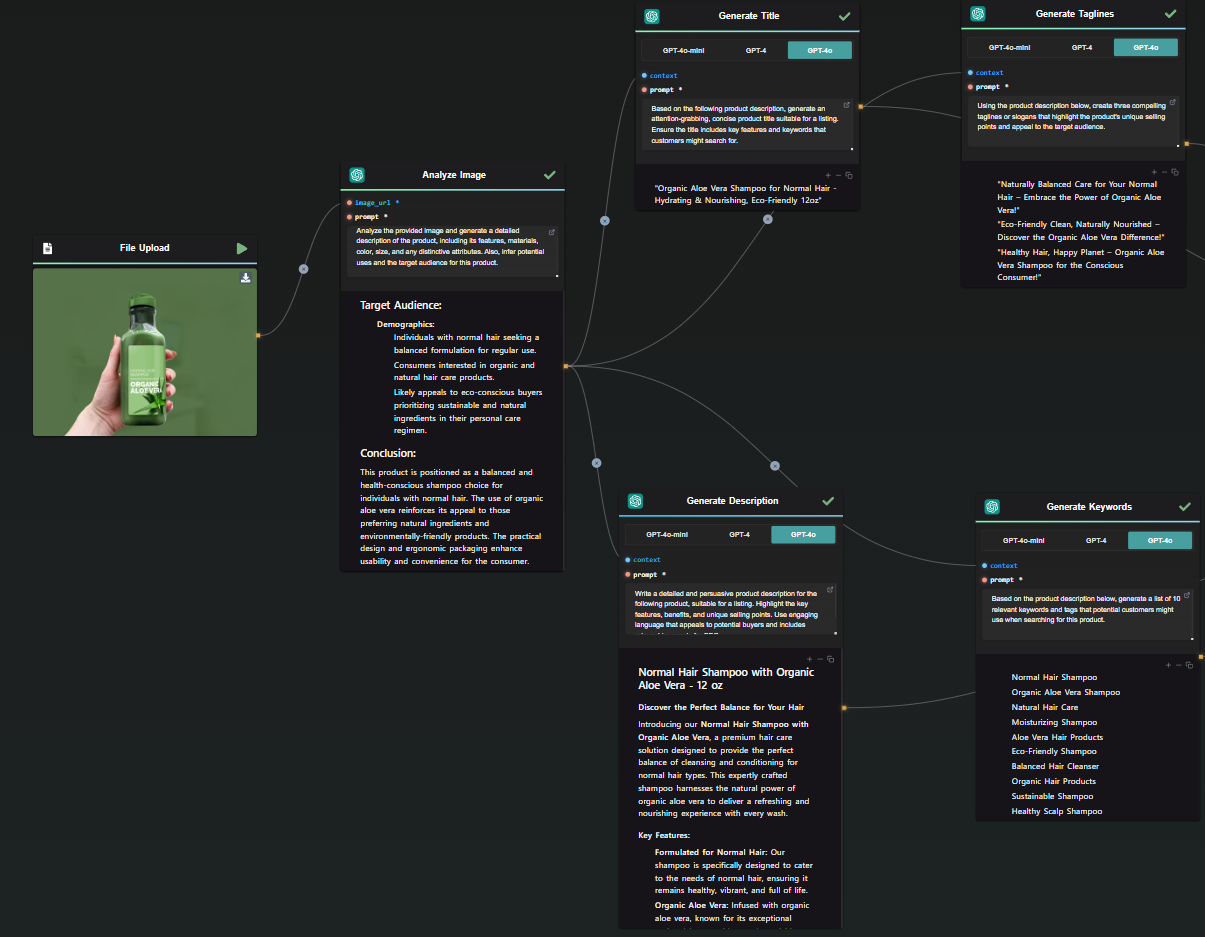 File Upload
ORGANIC
ALOE VERA
Analyze Image
image_url *
prompt *
Analyze the provided image and generate a detailed
description of the product, including its features, materials,
color, size, and any distinctive attributes. Also, infer potential
uses and the target audience for this product.
Target Audience:
Demographics:
Individuals with normal hair seeking a
balanced formulation for regular use.
Consumers interested in organic and
natural hair care products.
Likely appeals to eco-conscious buyers
prioritizing sustainable and natural
ingredients in their personal care
regimen.
Conclusion:
This product is positioned as a balanced and
health-conscious shampoo choice for
individuals with normal hair. The use of organic
aloe vera reinforces its appeal to those
preferring natural ingredients and
environmentally-friendly products. The practical
design and ergonomic packaging enhance
usability and convenience for the consumer.
Generate Title
GPT-4o-mini GPT-4 GPT-4o
context
prompt *
Based on the following product description, generate an
attention-grabbing, concise product title suitable for a listing.
Ensure the title includes key features and keywords that
customers might search for.
"Organic Aloe Vera Shampoo for Normal Hair -
Hydrating & Nourishing, Eco-Friendly 12oz"
Generate Taglines
GPT-4o-mini GPT-4 GPT-4o
context
prompt *
Using the product description below, create three compelling
taglines or slogans that highlight the product's unique selling
points and appeal to the target audience.
"Naturally Balanced Care for Your Normal
Hair – Embrace the Power of Organic Aloe
Vera!"
"Eco-Friendly Clean, Naturally Nourished –
Discover the Organic Aloe Vera Difference!"
"Healthy Hair, Happy Planet – Organic Aloe
Vera Shampoo for the Conscious
Consumer!"
Generate Description
GPT-4o-mini GPT-4 GPT-4o
context
prompt *
Write a detailed and persuasive product description for the
following product, suitable for a listing. Highlight the key
features, benefits, and unique selling points. Use engaging
language that appeals to potential buyers and includes
Normal Hair Shampoo with Organic
Aloe Vera - 12 oz
Discover the Perfect Balance for Your Hair
Introducing our Normal Hair Shampoo with
Organic Aloe Vera, a premium hair care
solution designed to provide the perfect
balance of cleansing and conditioning for
normal hair types. This expertly crafted
shampoo harnesses the natural power of
organic aloe vera to deliver a refreshing and
nourishing experience with every wash.
Key Features:
Formulated for Normal Hair: Our
shampoo is specifically designed to cater
to the needs of normal hair, ensuring it
remains healthy, vibrant, and full of life.
Organic Aloe Vera: Infused with organic
aloe vera, known for its exceptional
Generate Keywords
GPT-4o-mini GPT-4 GPT-4o
context
prompt *
Based on the product description below, generate a list of 10
relevant keywords and tags that potential customers might
use when searching for this product.
Normal Hair Shampoo
Organic Aloe Vera Shampoo
Natural Hair Care
Moisturizing Shampoo
Aloe Vera Hair Products
Eco-Friendly Shampoo
Balanced Hair Cleanser
Organic Hair Products
Sustainable Shampoo
Healthy Scalp Shampoo